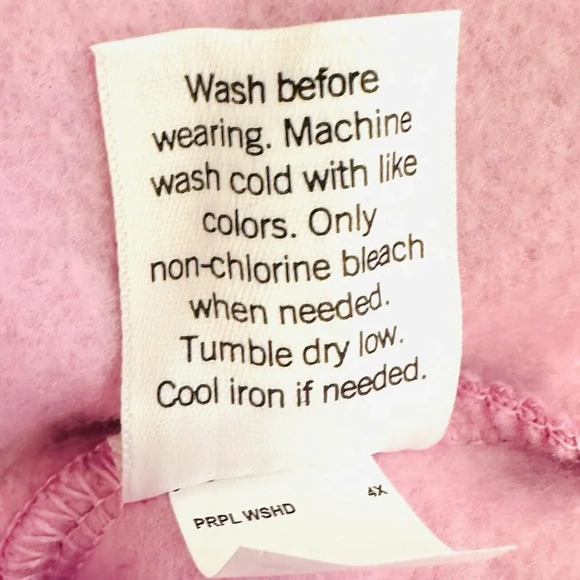 Wash before
wearing. Machine
wash cold with like
colors. Only
non-chlorine bleach
when needed.
Tumble dry low.
Cool iron if needed.
PRPL WSHD 4X